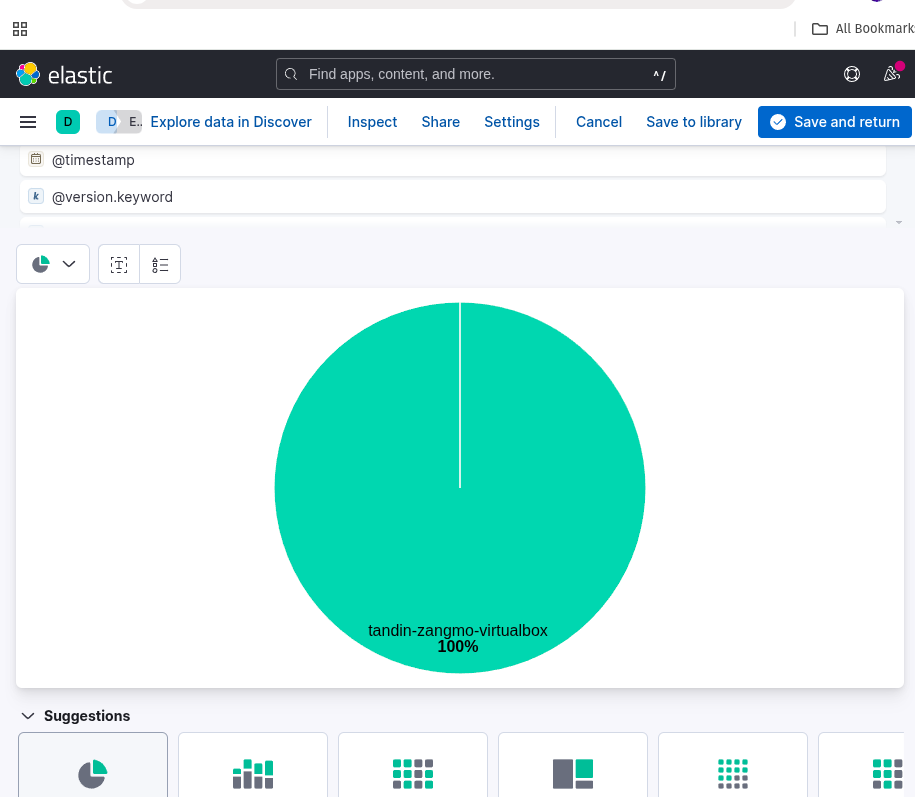 All Bookmark
elastic
Find apps, content, and more.
^/
D
D
E..
Explore data in Discover
Inspect
Share
Settings
Cancel
Save to library
Save and return
@timestamp
k
@version.keyword
T
tandin-zangmo-virtualbox
100%
Suggestions